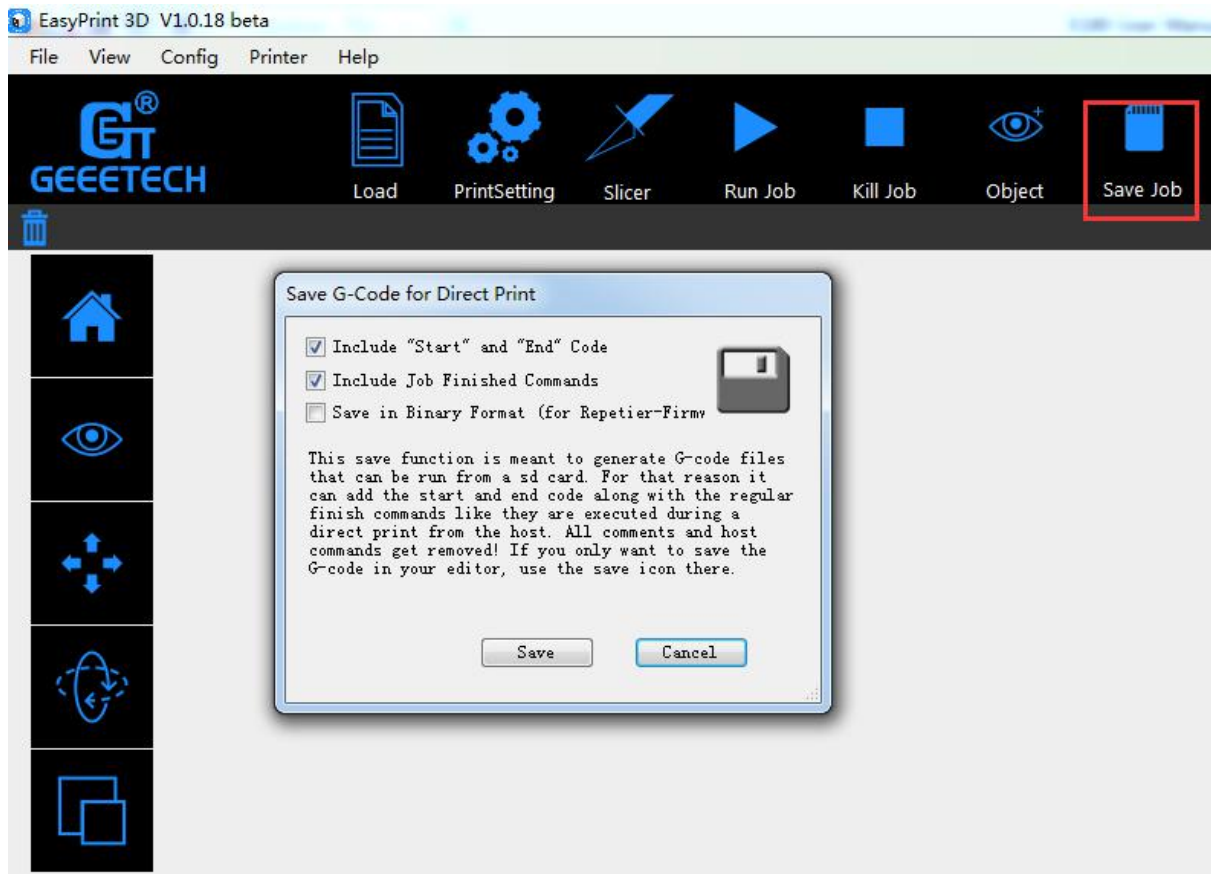 EasyPrint 3D V1.0.18 beta
File View Config Printer Help
GEEETECH
Load PrintSetting Slicer Run Job Kill Job Object Save Job
Save G-Code for Direct Print
Include "Start" and "End" Code
Include Job Finished Commands
Save in Binary Format (for Repetier-Firmw
This save function is meant to generate G-code files
that can be run from a sd card. For that reason it
can add the start and end code along with the regular
finish commands like they are executed during a
direct print from the host. All comments and host
commands get removed! If you only want to save the
G-code in your editor, use the save icon there.
Save Cancel